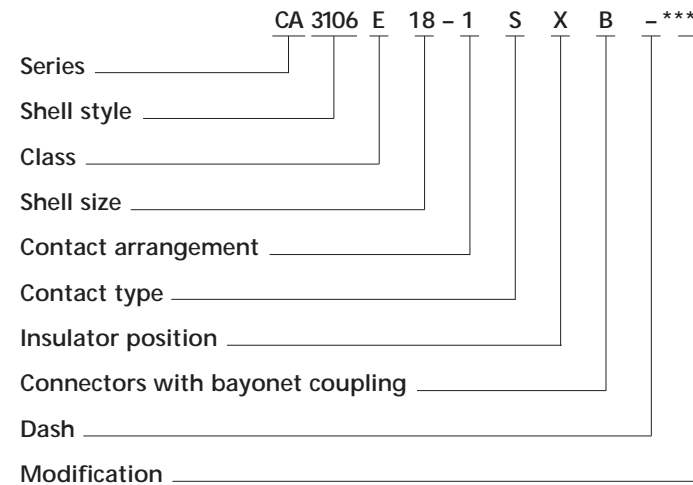 CA 3106 E 18 – 1 S X B – ***
Series
Shell style
Class
Shell size
Contact arrangement
Contact type
Insulator position
Connectors with bayonet coupling
Dash
Modification